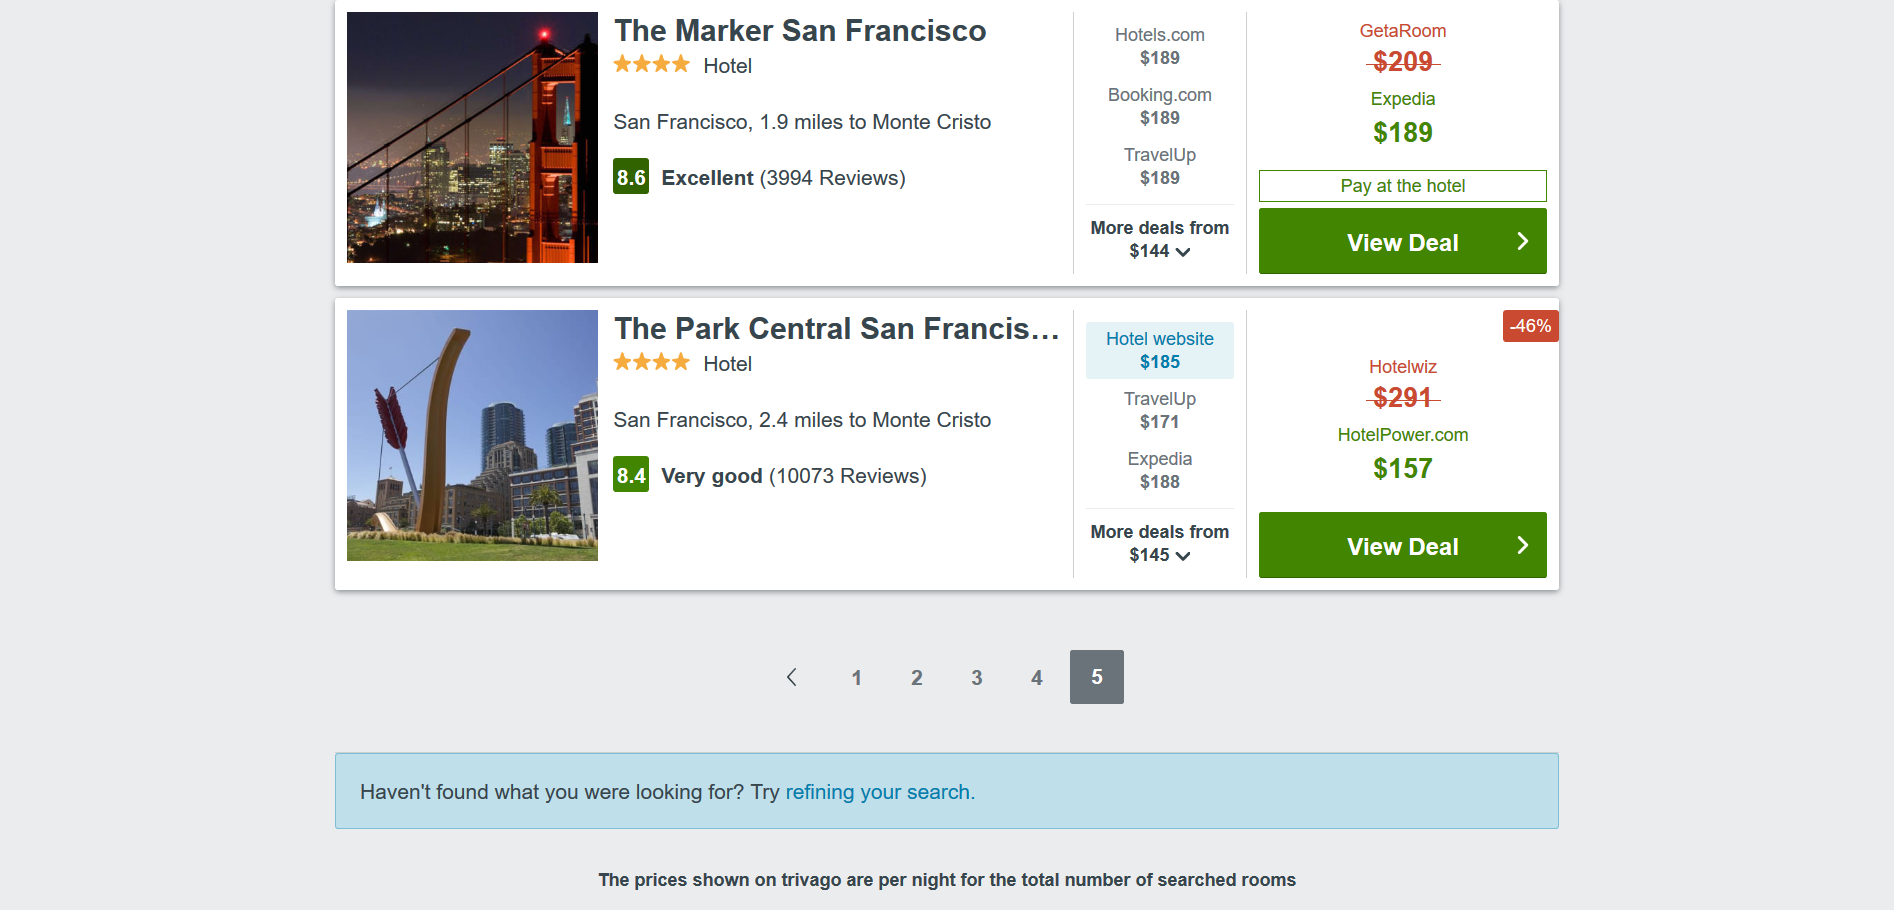 The Marker San Francisco
Hotel
San Francisco, 1.9 miles to Monte Cristo
8.6 Excellent (3994 Reviews)
Hotels.com
$189
Booking.com
$189
TravelUp
$189
More deals from
$144
GetaRoom
$209
Expedia
$189
Pay at the hotel
View Deal
The Park Central San Francis...
Hotel
San Francisco, 2.4 miles to Monte Cristo
8.4 Very good (10073 Reviews)
Hotel website
$185
TravelUp
$171
Expedia
$188
More deals from
$145
-46%
Hotelwiz
$291
HotelPower.com
$157
View Deal
1 2 3 4 5
Haven't found what you were looking for? Try refining your search.
The prices shown on trivago are per night for the total number of searched rooms